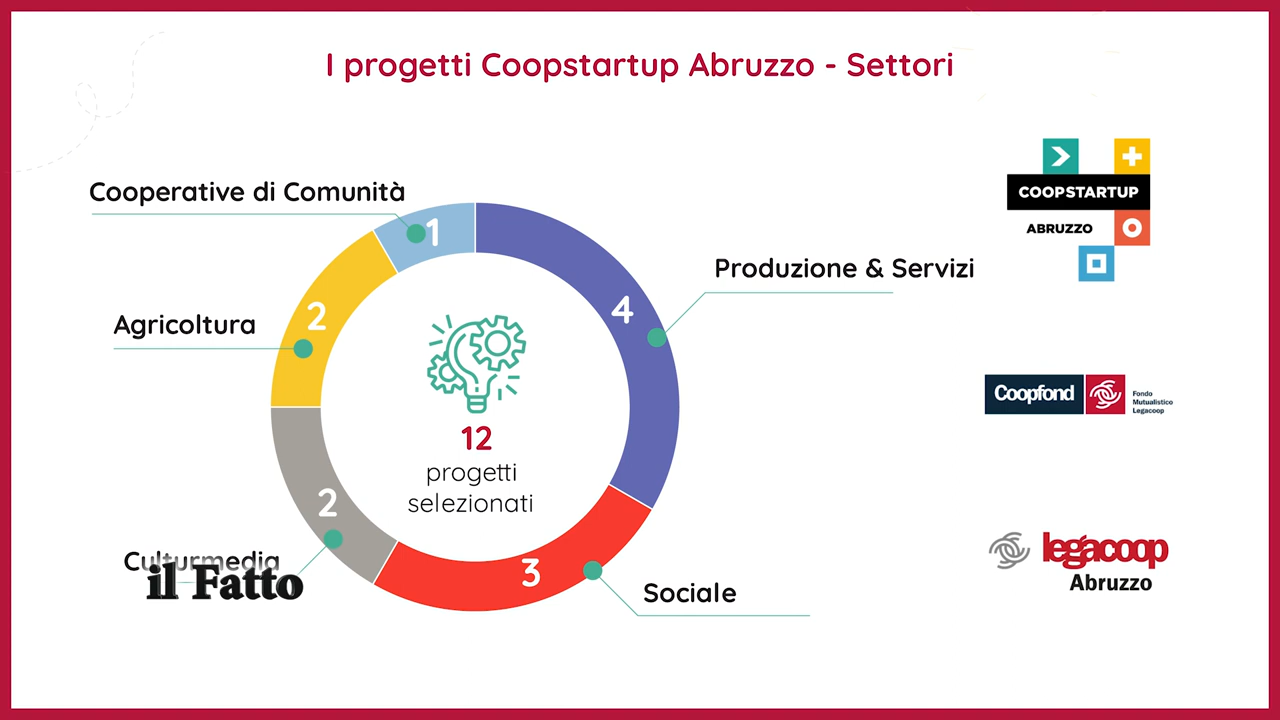 I progetti Coopstartup Abruzzo - Settori
Cooperative di Comunità
1
Produzione & Servizi
4
Agricoltura
2
12
progetti
selezionati
2
Culturmedia
il Fatto
3
Sociale
COOPSTARTUP
ABRUZZO
Coopfond
Fondo
Mutualistico
Legacoop
legacoop
Abruzzo